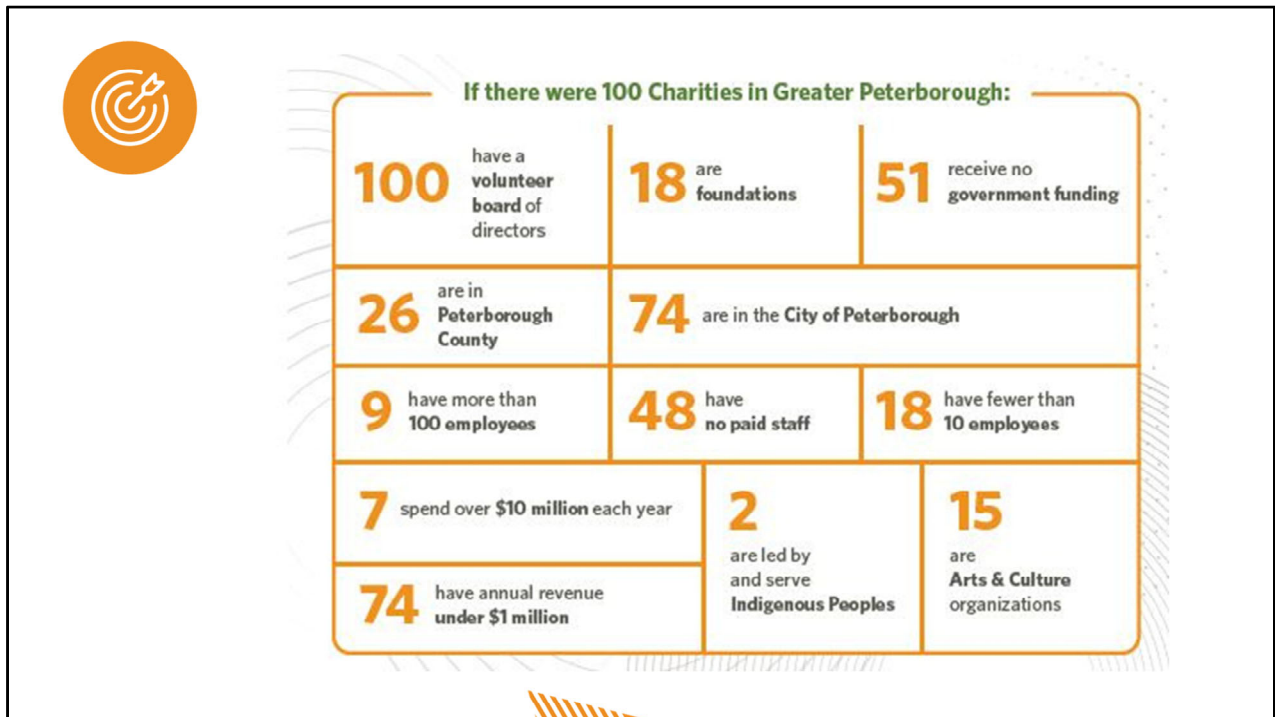 If there were 100 Charities in Greater Peterborough:
100 have a
volunteer
board of
directors
18 are
foundations
51 receive no
government funding
26 are in
Peterborough
County
74 are in the City of Peterborough
9 have more than
100 employees
48 have
no paid staff
18 have fewer than
10 employees
7 spend over $10 million each year
74 have annual revenue
under $1 million
2
are led by
and serve
Indigenous Peoples
15
are
Arts & Culture
organizations